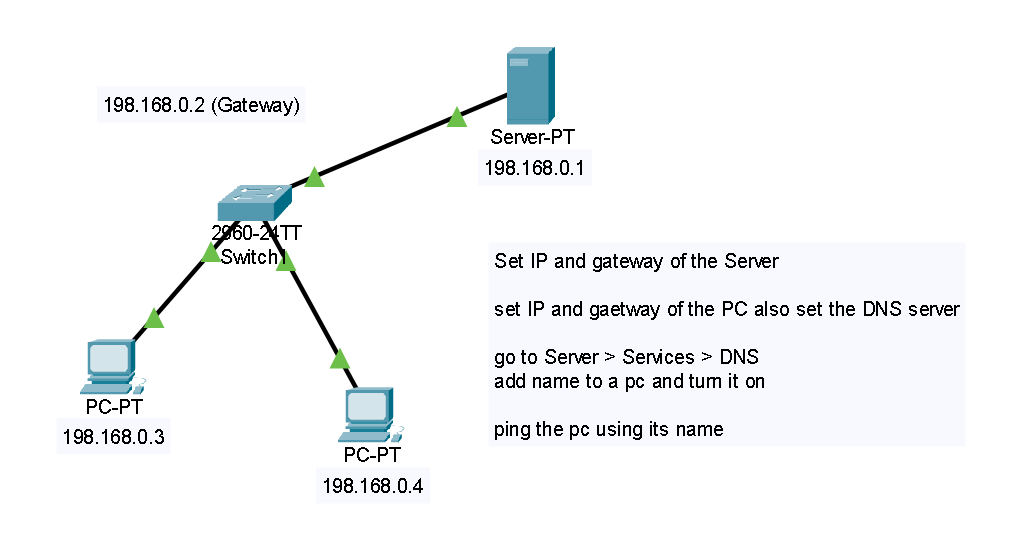 198.168.0.2 (Gateway)
Server-PT
198.168.0.1
2960-24TT
Switch1
Set IP and gateway of the Server
set IP and gaetway of the PC also set the DNS server
go to Server > Services > DNS
add name to a pc and turn it on
ping the pc using its name
PC-PT
198.168.0.3
PC-PT
198.168.0.4